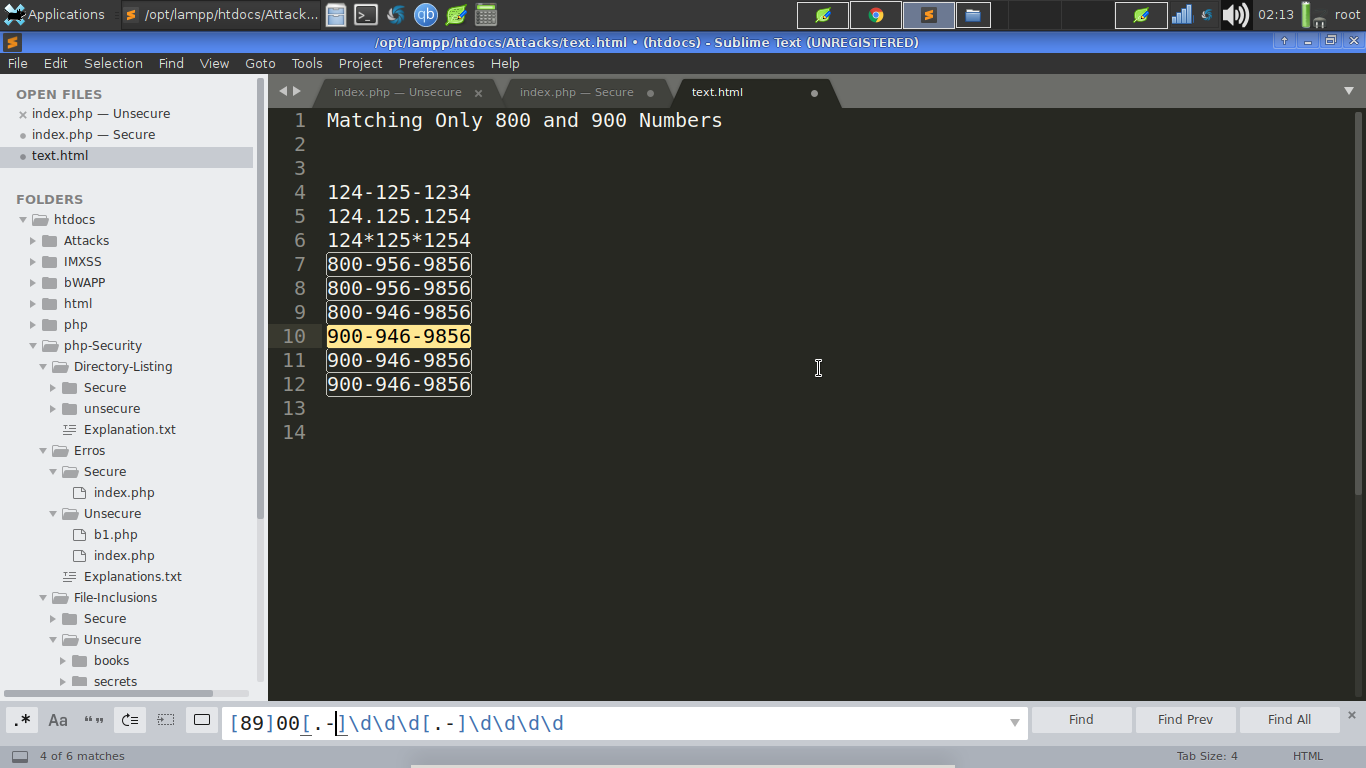 Applications /opt/lampp/htdocs/Attack... qb 02:13 root
/opt/lampp/htdocs/Attacks/text.html • (htdocs) - Sublime Text (UNREGISTERED)
File Edit Selection Find View Goto Tools Project Preferences Help
OPEN FILES
index.php — Unsecure
index.php — Secure
text.html
FOLDERS
htdocs
Attacks
IMXSS
bWAPP
html
php
php-Security
Directory-Listing
Secure
unsecure
Explanation.txt
Erros
Secure
index.php
Unsecure
b1.php
index.php
Explanations.txt
File-Inclusions
Secure
Unsecure
books
secrets
index.php — Unsecure index.php — Secure text.html
1 Matching Only 800 and 900 Numbers
2
3
4 124-125-1234
5 124.125.1254
6 124*125*1254
7 800-956-9856
8 800-956-9856
9 800-946-9856
10 900-946-9856
11 900-946-9856
12 900-946-9856
13
14
.* Aa “” [89]00[.-]\d\d\d[.-]\d\d\d\d Find Find Prev Find All
4 of 6 matches Tab Size: 4 HTML